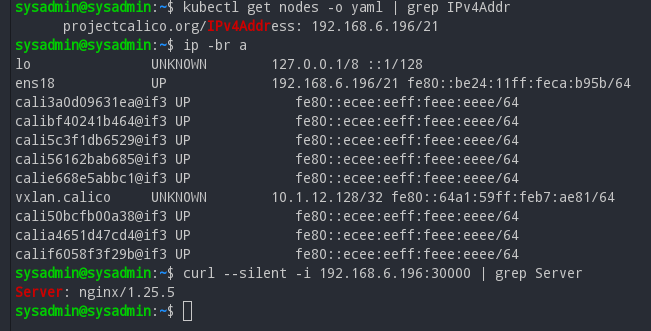 sysadmin@sysadmin:~$ kubectl get nodes -o yaml | grep IPv4Addr
      projectcalico.org/IPv4Address: 192.168.6.196/21
sysadmin@sysadmin:~$ ip -br a
lo               UNKNOWN        127.0.0.1/8 ::1/128
ens18            UP             192.168.6.196/21 fe80::be24:11ff:feca:b95b/64
cali3a0d09631ea@if3 UP             fe80::ecee:eeff:feee:eeee/64
calibf40241b464@if3 UP             fe80::ecee:eeff:feee:eeee/64
cali5c3f1db6529@if3 UP             fe80::ecee:eeff:feee:eeee/64
cali56162bab685@if3 UP             fe80::ecee:eeff:feee:eeee/64
calie668e5abbc1@if3 UP             fe80::ecee:eeff:feee:eeee/64
vxlan.calico     UNKNOWN        10.1.12.128/32 fe80::64a1:59ff:feb7:ae81/64
cali50bcfb00a38@if3 UP             fe80::ecee:eeff:feee:eeee/64
calia4651d47cd4@if3 UP             fe80::ecee:eeff:feee:eeee/64
calif6058f3f29b@if3 UP             fe80::ecee:eeff:feee:eeee/64
sysadmin@sysadmin:~$ curl --silent -i 192.168.6.196:30000 | grep Server
Server: nginx/1.25.5
sysadmin@sysadmin:~$